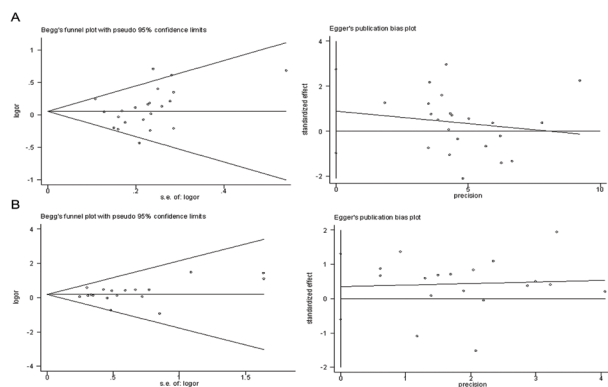 A
Begg's funnel plot with pseudo 95% confidence limits
logor
1
.5
0
-.5
-1
0
.2
.4
s.e. of: logor
Egger's publication bias plot
standardized effect
4
2
0
-2
0
5
10
precision
B
Begg's funnel plot with pseudo 95% confidence limits
logor
4
2
0
-2
-4
0
.5
1
1.5
s.e. of: logor
Egger's publication bias plot
standardized effect
2
1
0
-1
-2
0
1
2
3
4
precision